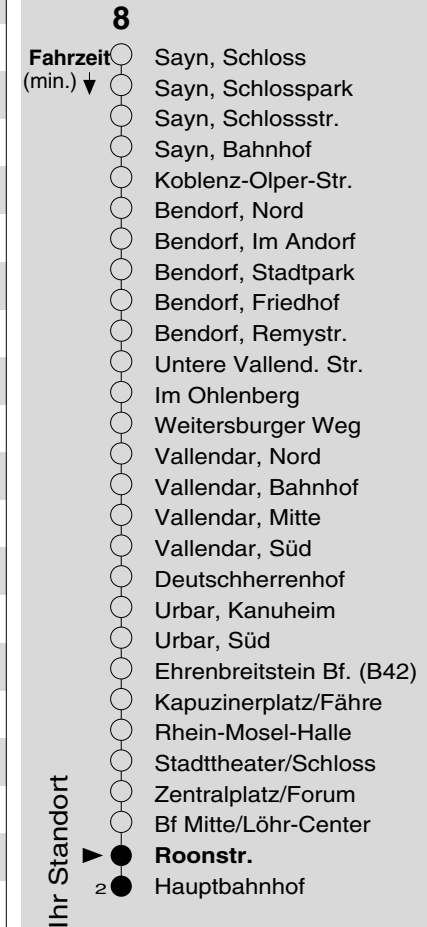 8
Fahrzeit Sayn, Schloss
(min.) Sayn, Schlosspark
Sayn, Schlossstr.
Sayn, Bahnhof
Koblenz-Olper-Str.
Bendorf, Nord
Bendorf, Im Andorf
Bendorf, Stadtpark
Bendorf, Friedhof
Bendorf, Remystr.
Untere Vallend. Str.
Im Ohlenberg
Weitersburger Weg
Vallendar, Nord
Vallendar, Bahnhof
Vallendar, Mitte
Vallendar, Süd
Deutschherrenhof
Urbar, Kanuheim
Urbar, Süd
Ehrenbreitstein Bf. (B42)
Kapuzinerplatz/Fähre
Rhein-Mosel-Halle
Stadttheater/Schloss
Zentralplatz/Forum
Bf Mitte/Löhr-Center
Roonstr.
2 Hauptbahnhof
Ihr Standort